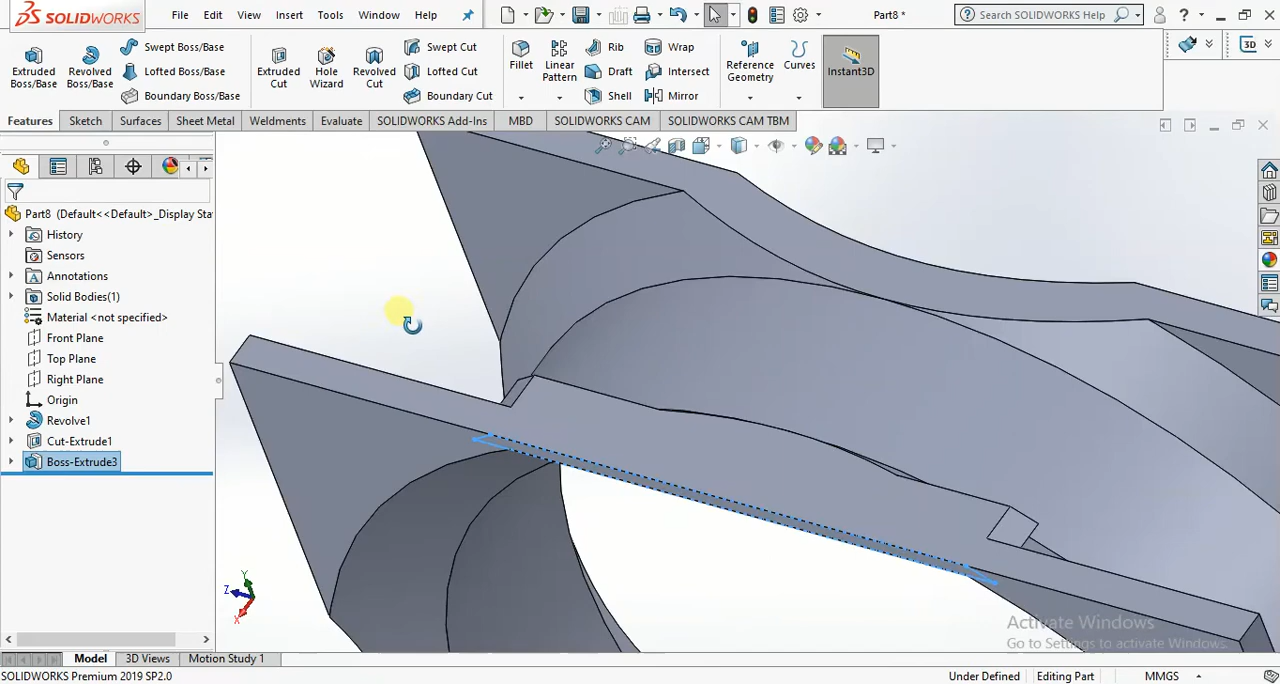 SOLIDWORKS File Edit View Insert Tools Window Help Part8 * Search SOLIDWORKS Help ?
Extruded Boss/Base
Revolved Boss/Base
Swept Boss/Base
Lofted Boss/Base
Boundary Boss/Base
Extruded Cut
Hole Wizard
Revolved Cut
Swept Cut
Lofted Cut
Boundary Cut
Fillet
Linear Pattern
Rib
Draft
Shell
Wrap
Intersect
Mirror
Reference Geometry
Curves
Instant3D
3D
Features Sketch Surfaces Sheet Metal Weldments Evaluate SOLIDWORKS Add-Ins MBD SOLIDWORKS CAM SOLIDWORKS CAM TBM
Part8 (Default<<Default>_Display Sta
History
Sensors
Annotations
Solid Bodies(1)
Material <not specified>
Front Plane
Top Plane
Right Plane
Origin
Revolve1
Cut-Extrude1
Boss-Extrude3
Y
Z
X
Activate Windows
Go to Settings to activate Windows.
Model 3D Views Motion Study 1
SOLIDWORKS Premium 2019 SP2.0 Under Defined Editing Part MMGS